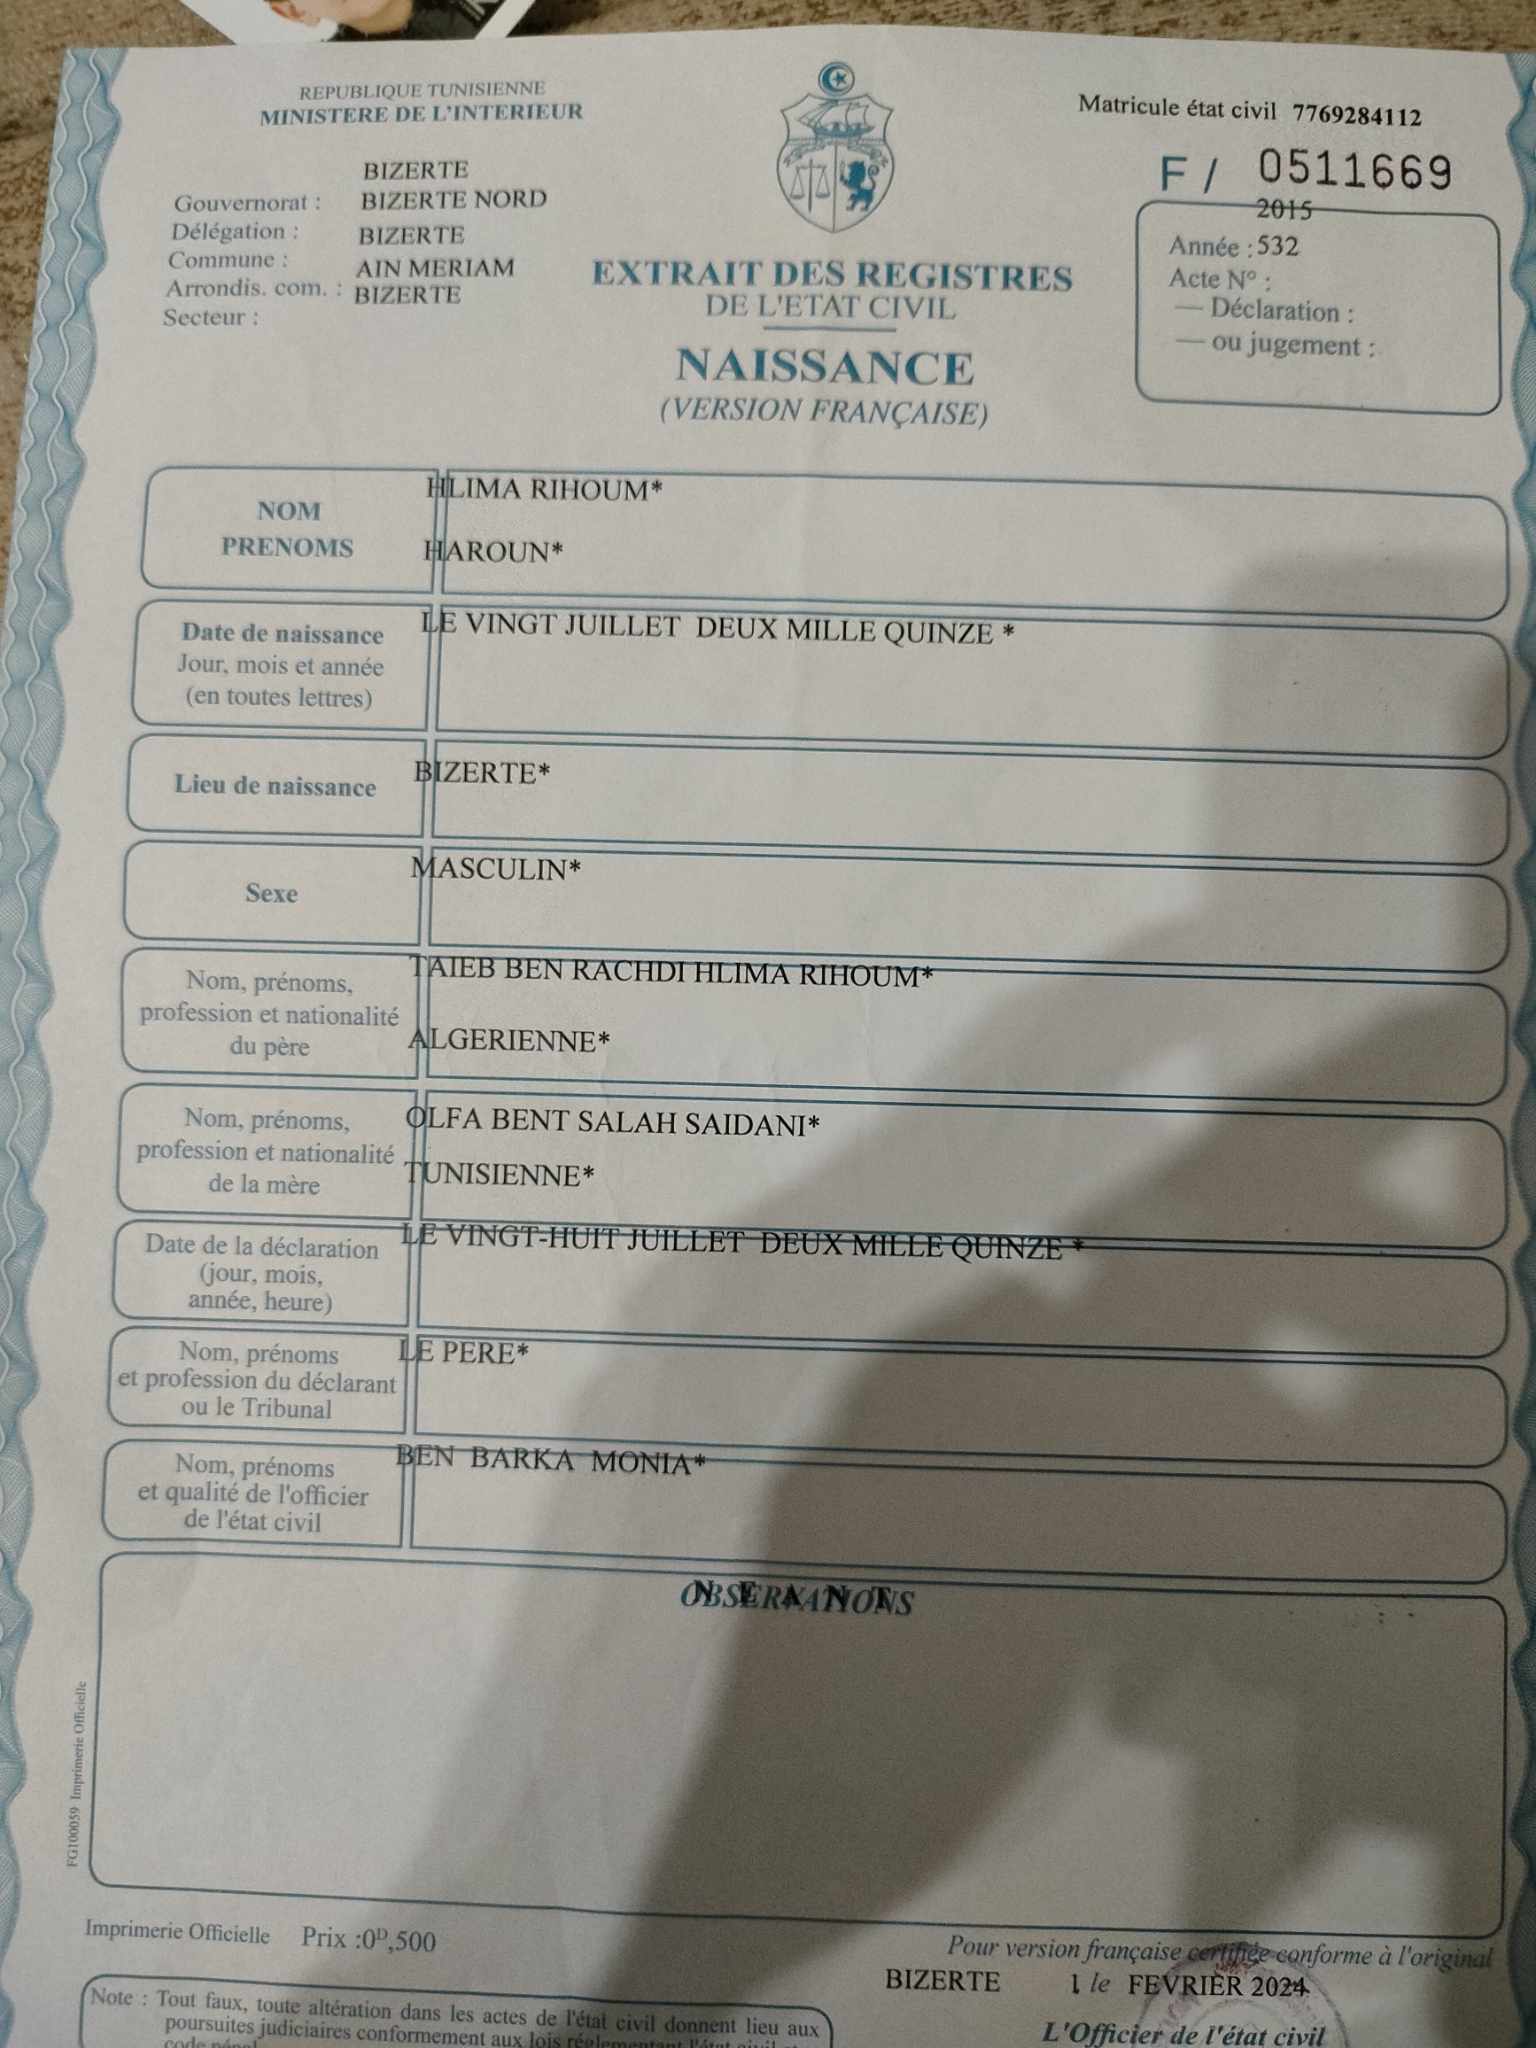 REPUBLIQUE TUNISIENNE
MINISTERE DE L'INTERIEUR
Matricule état civil 7769284112
F / 0511669
BIZERTE
Gouvernorat : BIZERTE NORD
Délégation : BIZERTE
Commune : AIN MERIAM
Arrondis. com. : BIZERTE
Secteur :
2015
Année : 532
Acte N° :
— Déclaration :
— ou jugement :
EXTRAIT DES REGISTRES
DE L'ETAT CIVIL
NAISSANCE
(VERSION FRANÇAISE)
NOM
PRENOMS
HLIMA RIHOUM*
HAROUN*
Date de naissance
Jour, mois et année
(en toutes lettres)
LE VINGT JUILLET DEUX MILLE QUINZE *
Lieu de naissance
BIZERTE*
Sexe
MASCULIN*
Nom, prénoms,
profession et nationalité
du père
TAIEB BEN RACHDI HLIMA RIHOUM*
ALGERIENNE*
Nom, prénoms,
profession et nationalité
de la mère
OLFA BENT SALAH SAIDANI*
TUNISIENNE*
Date de la déclaration
(jour, mois,
année, heure)
LE VINGT-HUIT JUILLET DEUX MILLE QUINZE *
Nom, prénoms
et profession du déclarant
ou le Tribunal
LE PERE*
Nom, prénoms
et qualité de l'officier
de l'état civil
BEN BARKA MONIA*
OBSERVATIONS
N E A N T
FG100059 Imprimerie Officielle
Imprimerie Officielle Prix :0D,500
Pour version française certifiée conforme à l'original
BIZERTE 1 le FEVRIER 2024
L'Officier de l'état civil
Note : Tout faux, toute altération dans les actes de l'état civil donnent lieu aux
poursuites judiciaires conformement aux lois réglementant l'état civil
code pénal